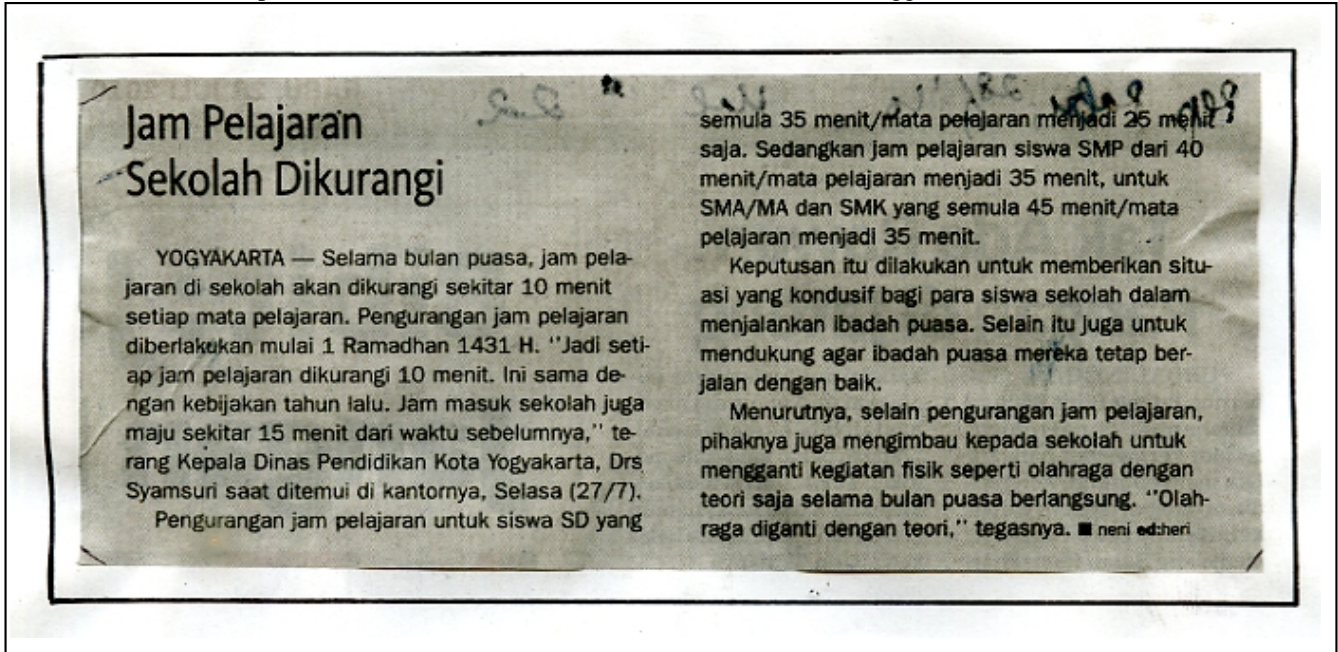 Jam Pelajaran
Sekolah Dikurangi
YOGYAKARTA — Selama bulan puasa, jam pela-
jaran di sekolah akan dikurangi sekitar 10 menit
setiap mata pelajaran. Pengurangan jam pelajaran
diberlakukan mulai 1 Ramadhan 1431 H. ''Jadi seti-
ap jam pelajaran dikurangi 10 menit. Ini sama de-
ngan kebijakan tahun lalu. Jam masuk sekolah juga
maju sekitar 15 menit dari waktu sebelumnya,'' te-
rang Kepala Dinas Pendidikan Kota Yogyakarta, Drs
Syamsuri saat ditemui di kantornya, Selasa (27/7).
Pengurangan jam pelajaran untuk siswa SD yang
semula 35 menit/mata pelajaran menjadi 25 menit
saja. Sedangkan jam pelajaran siswa SMP dari 40
menit/mata pelajaran menjadi 35 menit, untuk
SMA/MA dan SMK yang semula 45 menit/mata
pelajaran menjadi 35 menit.
Keputusan itu dilakukan untuk memberikan situ-
asi yang kondusif bagi para siswa sekolah dalam
menjalankan ibadah puasa. Selain itu juga untuk
mendukung agar ibadah puasa mereka tetap ber-
jalan dengan baik.
Menurutnya, selain pengurangan jam pelajaran,
pihaknya juga mengimbau kepada sekolah untuk
mengganti kegiatan fisik seperti olahraga dengan
teori saja selama bulan puasa berlangsung. ''Olah-
raga diganti dengan teori,'' tegasnya. ■ neni ed:heri